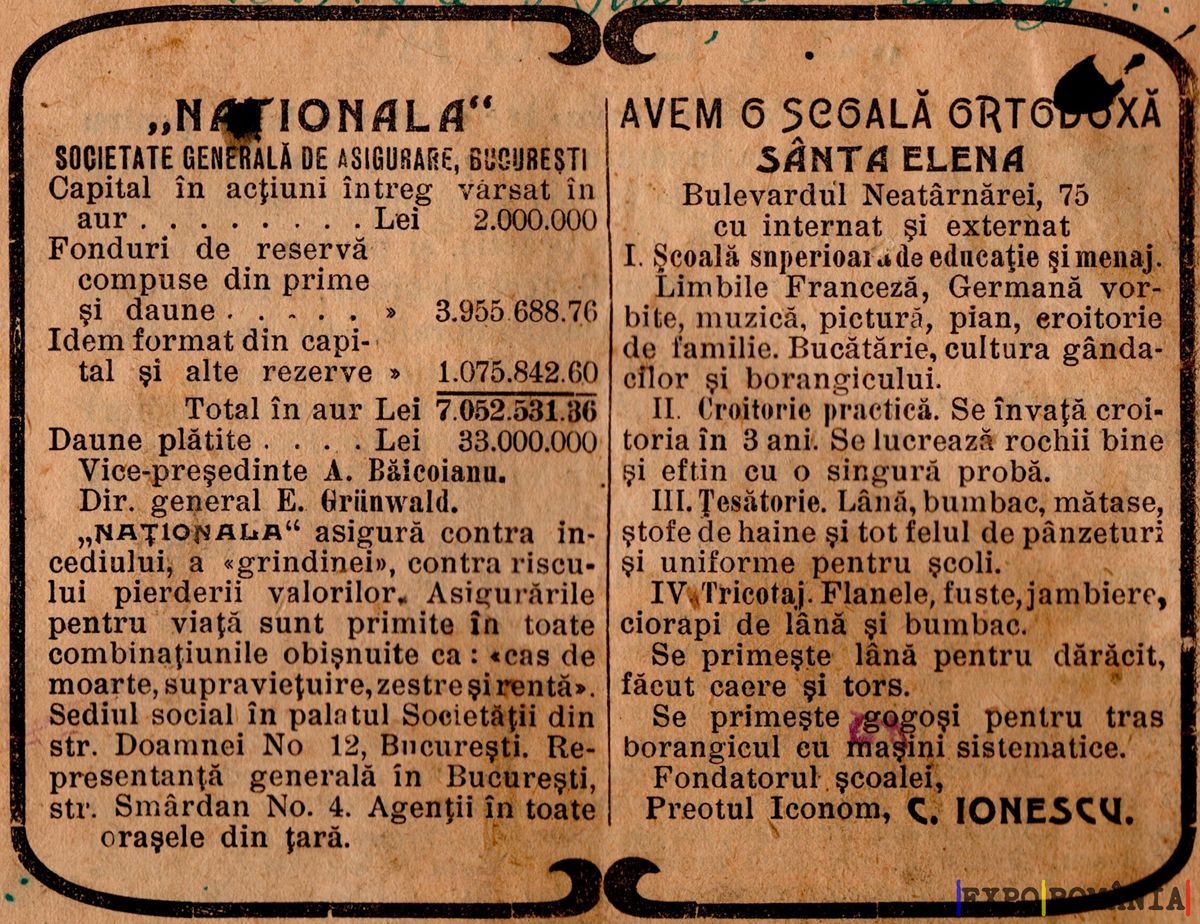 „NAȚIONALA“
SOCIETATE GENERALĂ DE ASIGURARE, BUCUREȘTI
Capital în acțiuni întreg vărsat în
aur . . . . . . . . Lei 2.000.000
Fonduri de reservă
compuse din prime
și daune . . . . . » 3.955.688.76
Idem format din capi-
tal și alte rezerve » 1.075.842.60
Total în aur Lei 7.052.531.36
Daune plătite . . . . Lei 33.000.000
Vice-președinte A. Băicoianu.
Dir. general E. Grünwald.
„NAȚIONALA“ asigură contra in-
cediului, a «grindinei», contra riscu-
lui pierderii valorilor. Asigurările
pentru viață sunt primite în toate
combinațiunile obișnuite ca : «cas de
moarte, supraviețuire, zestre și rentă».
Sediul social în palatul Societății din
str. Doamnei No 12, București. Re-
presentanță generală în București,
str. Smârdan No. 4. Agenții în toate
orașele din țară.
AVEM O ȘCOALĂ ORTODOXĂ
SÂNTA ELENA
Bulevardul Neatârnărei, 75
cu internat și externat
I. Școală snperioară de educație și menaj.
Limbile Franceză, Germană vor-
bite, muzică, pictură, pian, croitorie
de familie. Bucătărie, cultura gânda-
cilor și borangicului.
II. Croitorie practică. Se învață croi-
toria în 3 ani. Se lucrează rochii bine
și eftin cu o singură probă.
III. Țesătorie. Lână, bumbac, mătase,
ștofe de haine și tot felul de pânzeturi
și uniforme pentru școli.
IV. Tricotaj. Flanele, fuste, jambiere,
ciorapi de lână și bumbac.
Se primește lână pentru dărăcit,
făcut caere și tors.
Se primește gogoși pentru tras
borangicul cu mașini sistematice.
Fondatorul școalei,
Preotul Iconom, C. IONESCU.
EXPO ROMÂNIA